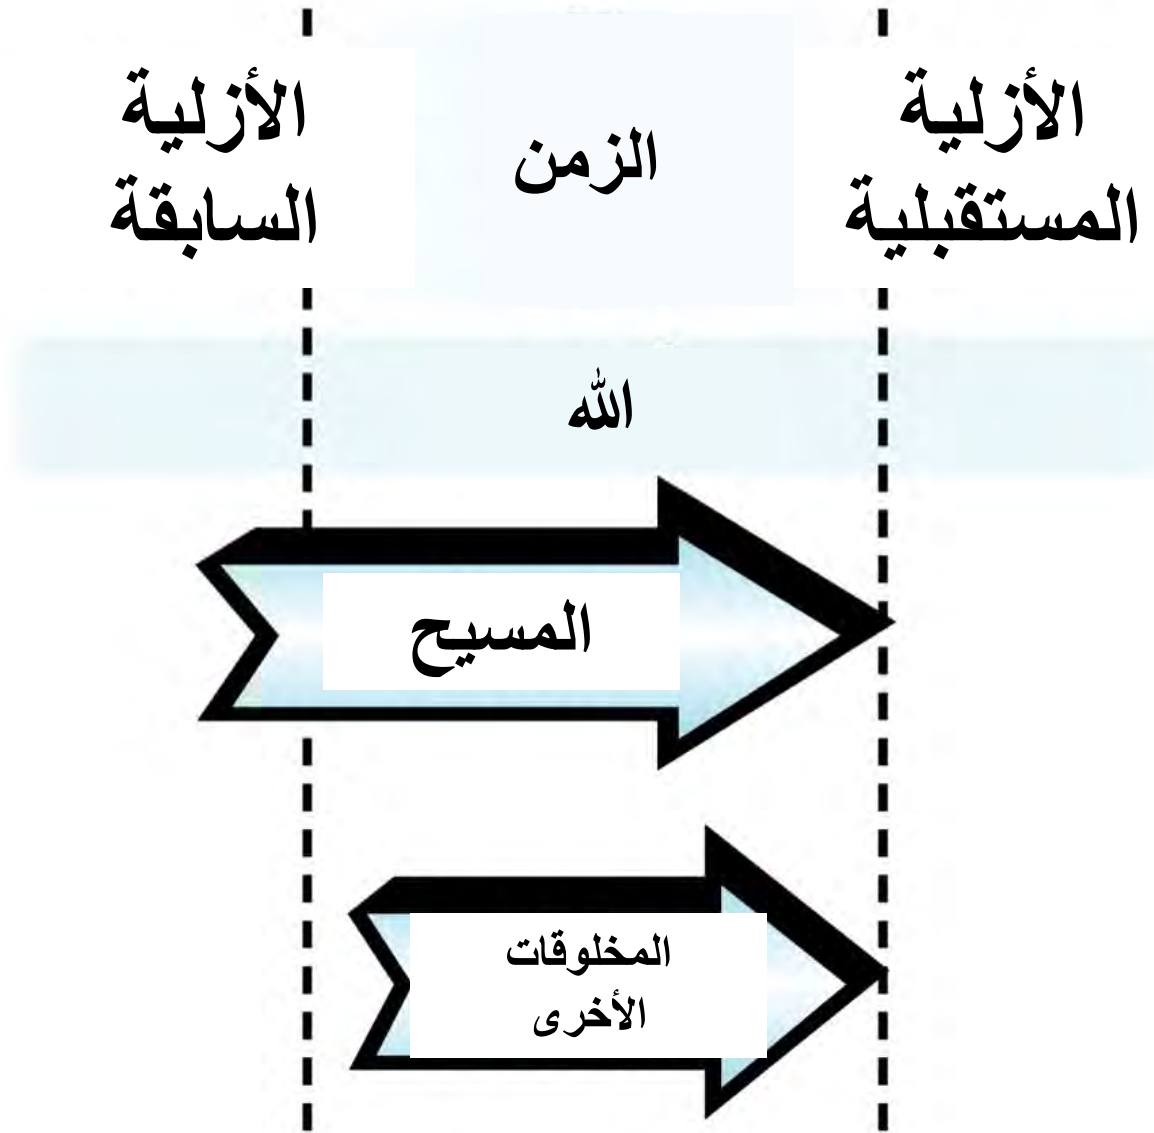 الأزلية
السابقة
الزمن
الأزلية
المستقبلية
الله
المسيح
المخلوقات
الأخرى